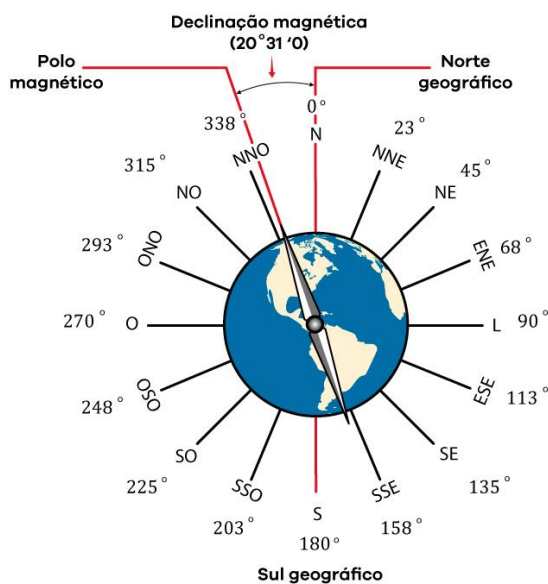 Declinação magnética
(20°31 ‘0)
Polo
magnético
Norte
geográfico
0°
N
338°
NNO
23°
NNE
315°
NO
45°
NE
293°
ONO
68°
ENE
270°
O
L
90°
248°
OSO
113°
ESE
225°
SO
135°
SE
203°
SSO
158°
SSE
S
180°
Sul geográfico